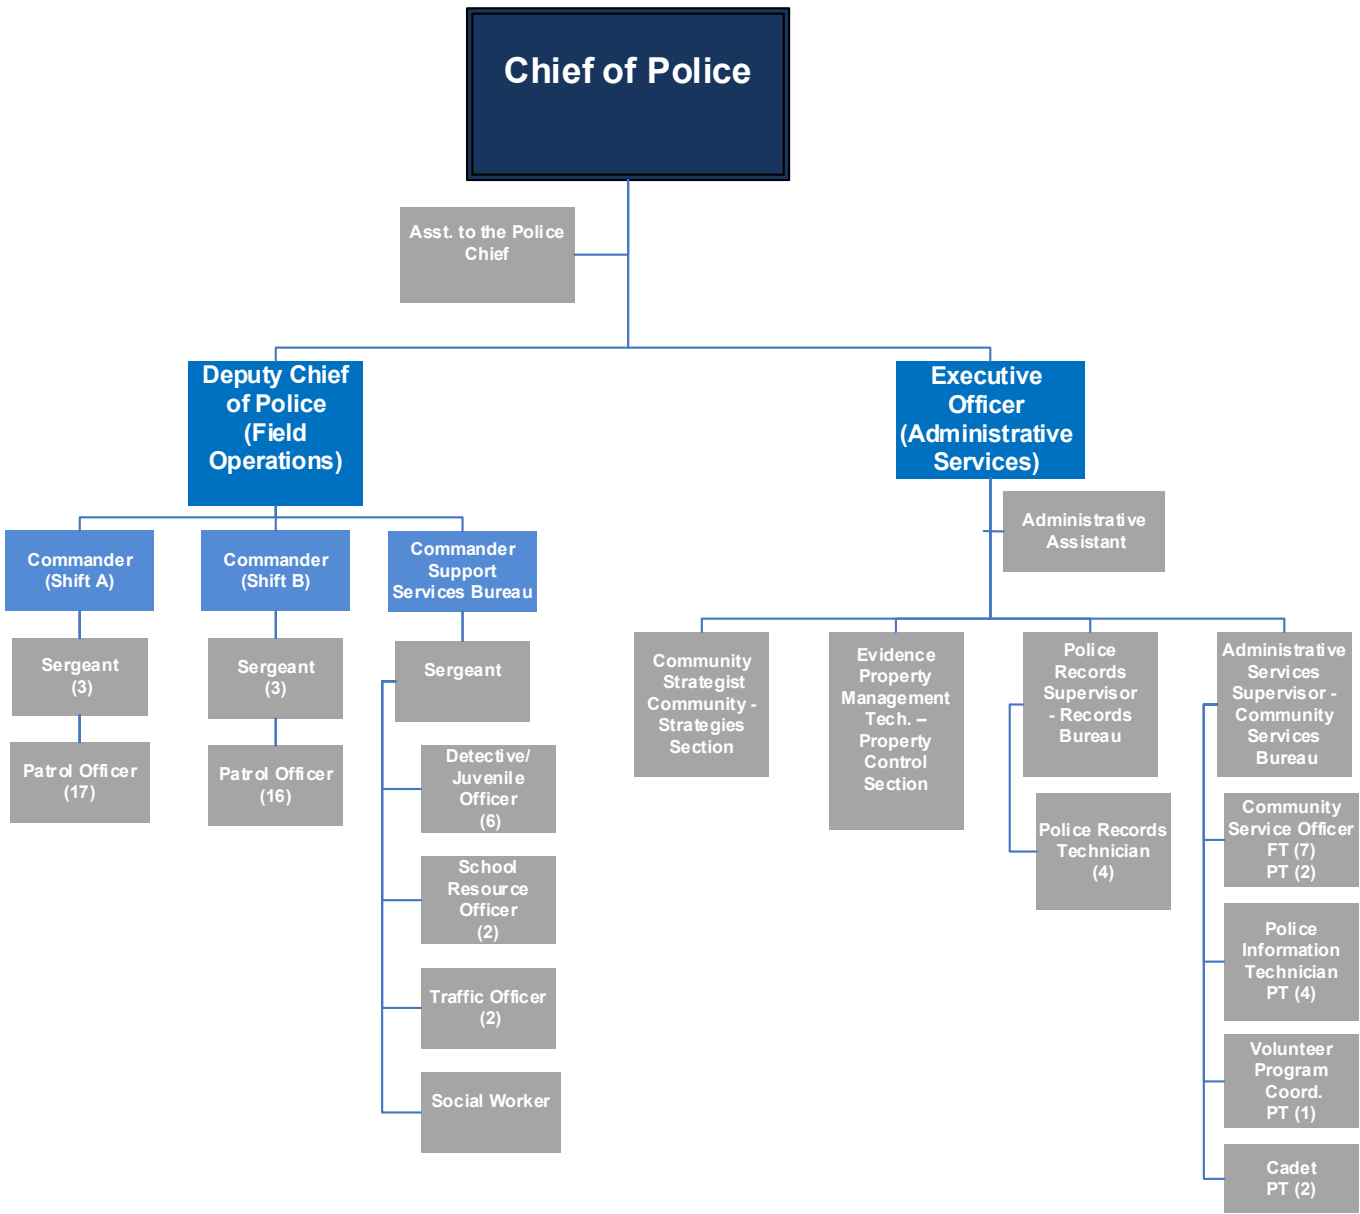 Chief of Police
Asst. to the Police
Chief
Deputy Chief
of Police
(Field
Operations)
Executive
Officer
(Administrative
Services)
Administrative
Assistant
Commander
(Shift A)
Commander
(Shift B)
Commander
Support
Services Bureau
Sergeant
(3)
Sergeant
(3)
Sergeant
Patrol Officer
(17)
Patrol Officer
(16)
Detective/
Juvenile
Officer
(6)
School
Resource
Officer
(2)
Traffic Officer
(2)
Social Worker
Community
Strategist
Community -
Strategies
Section
Evidence
Property
Management
Tech. –
Property
Control
Section
Police
Records
Supervisor
- Records
Bureau
Police Records
Technician
(4)
Administrative
Services
Supervisor -
Community
Services
Bureau
Community
Service Officer
FT (7)
PT (2)
Police
Information
Technician
PT (4)
Volunteer
Program
Coord.
PT (1)
Cadet
PT (2)